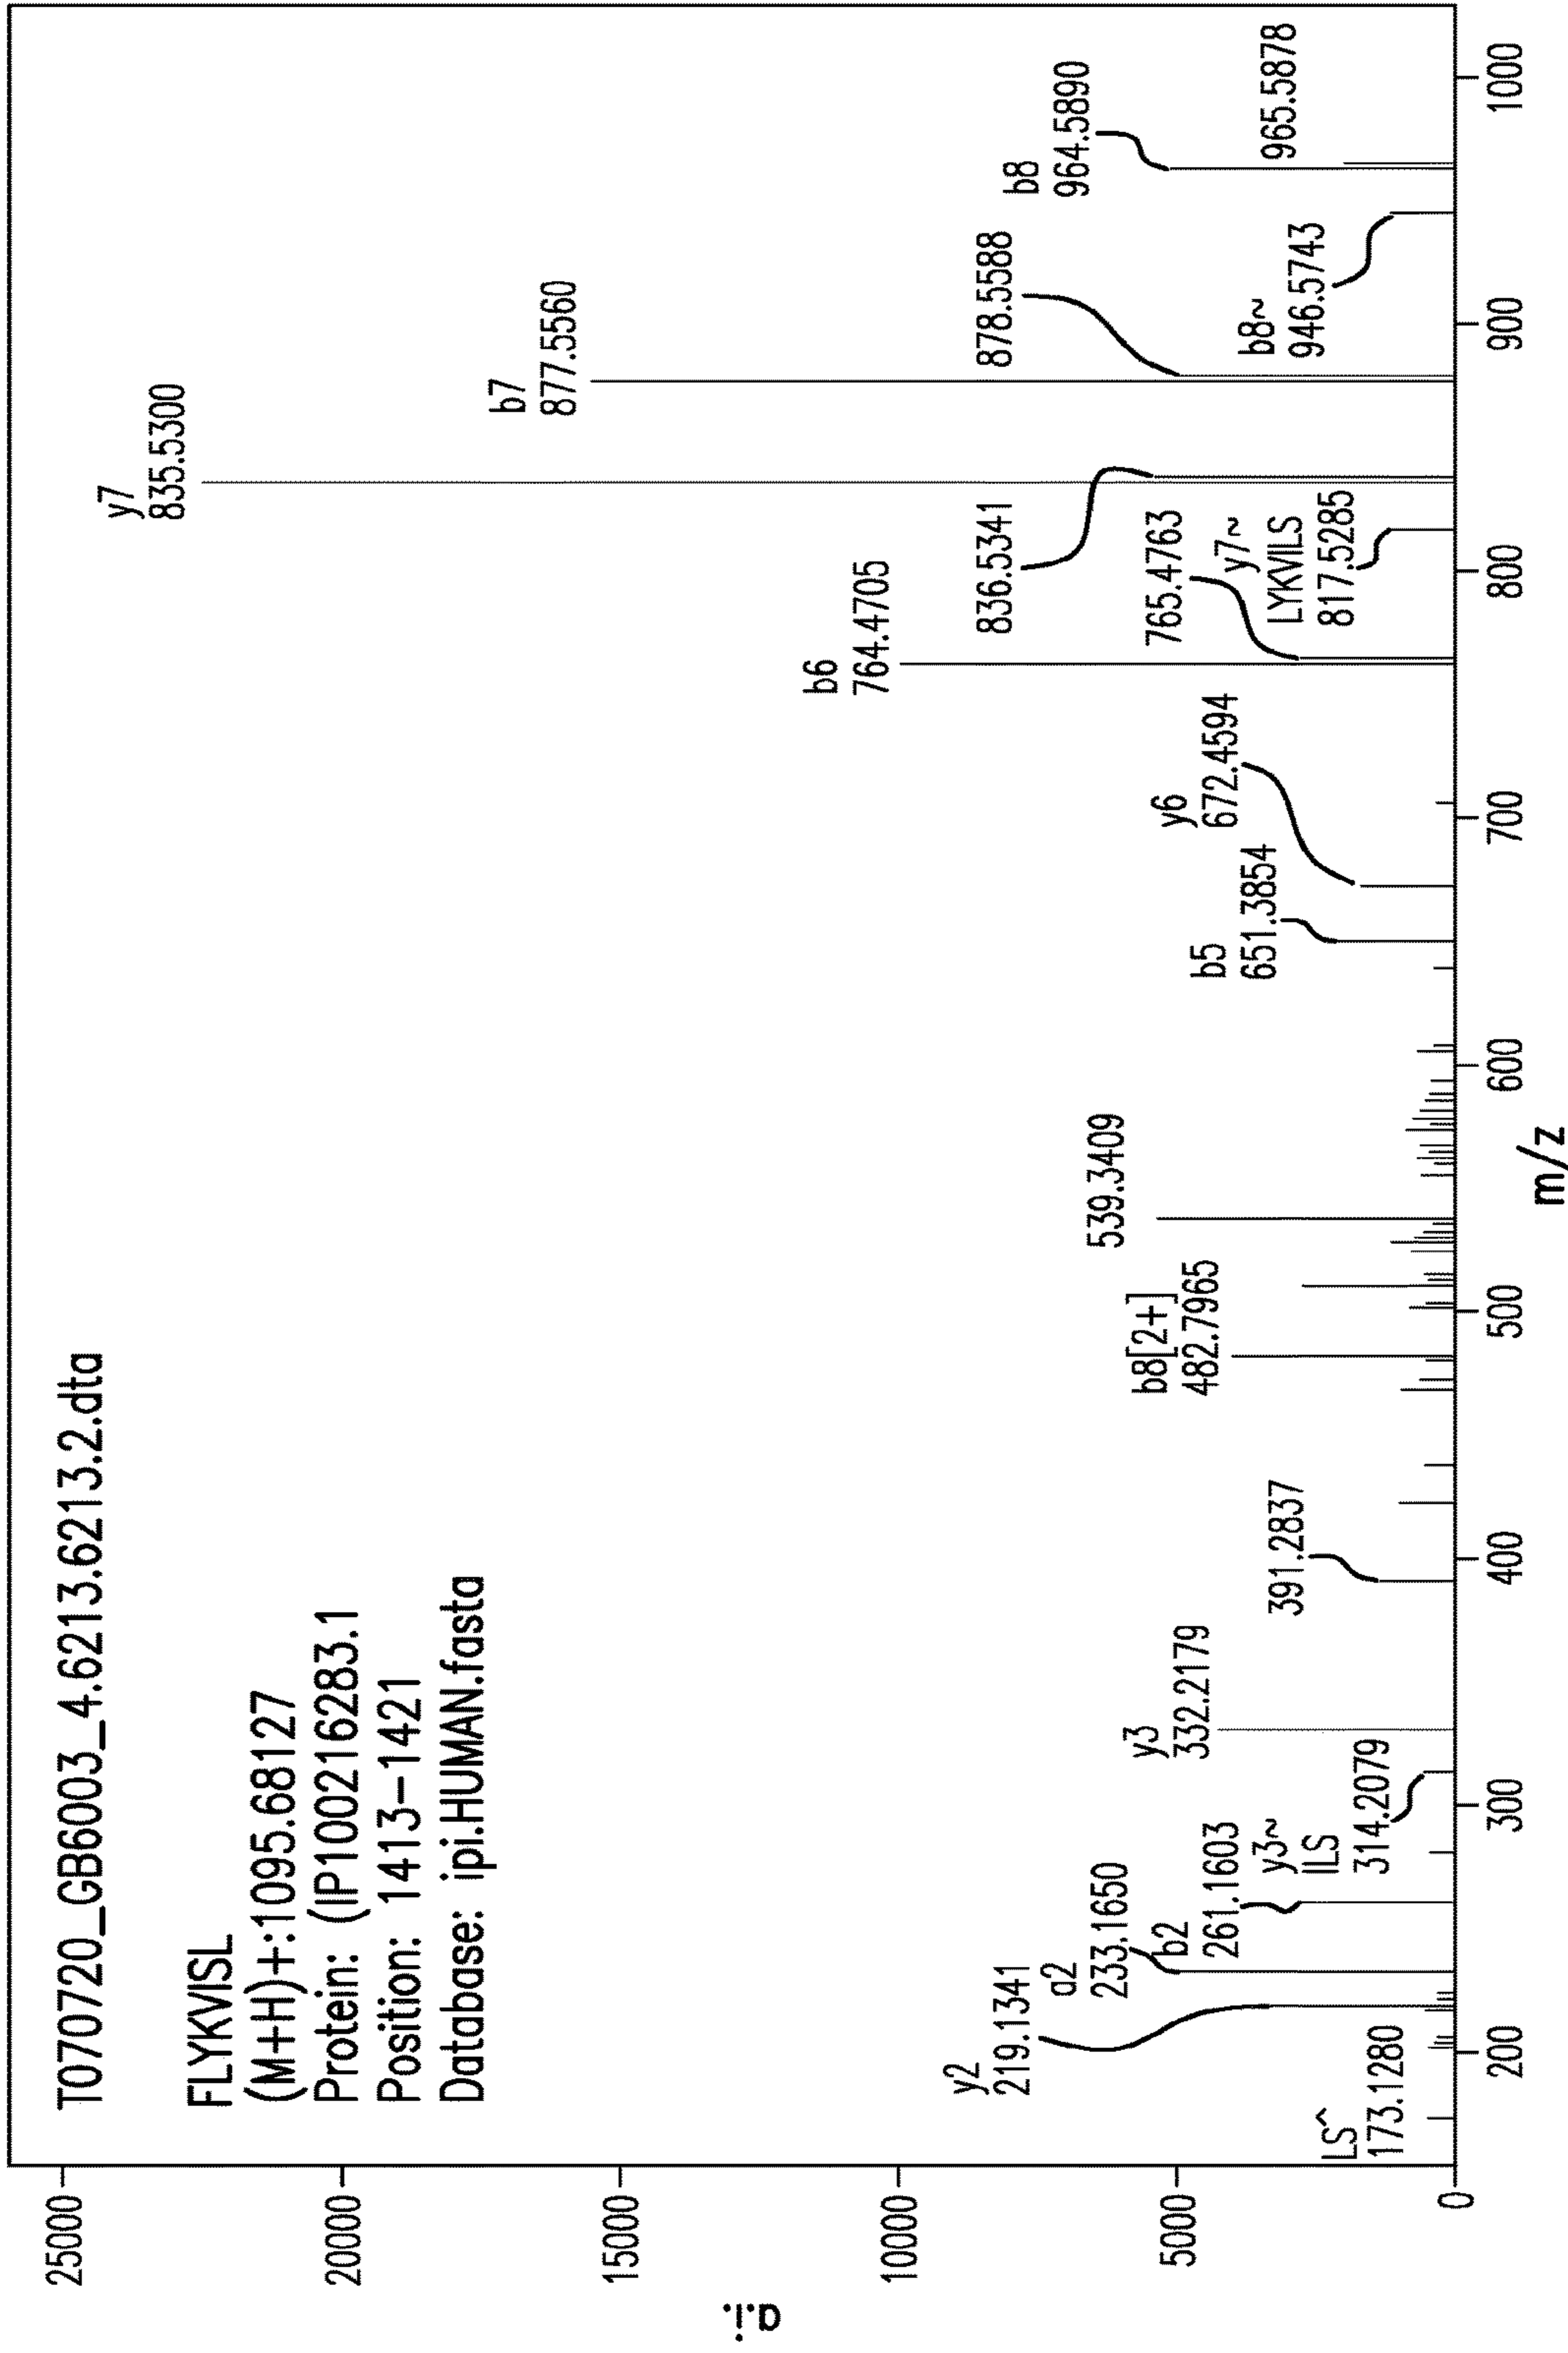 T070720_GB6003_4.6213.6213.2.dta
FLYKVISL
(M+H)+:1095.68127
Protein: (IP100216283.1
Position: 1413-1421
Database: ipi.HUMAN.fasta
a.i.
25000
20000
15000
10000
5000
0
LS^
173.1280
y2
219.1341
a2
233.1650
b2
261.1603
y3~
ILS
314.2079
y3
332.2179
391.2837
b8[2+]
482.7965
539.3409
b5
651.3854
y6
672.4594
b6
764.4705
765.4763
y7~
LYKVILS
817.5285
y7
835.5300
836.5341
b7
877.5560
878.5588
b8~
946.5743
b8
964.5890
965.5878
200
300
400
500
600
700
800
900
1000
m/z